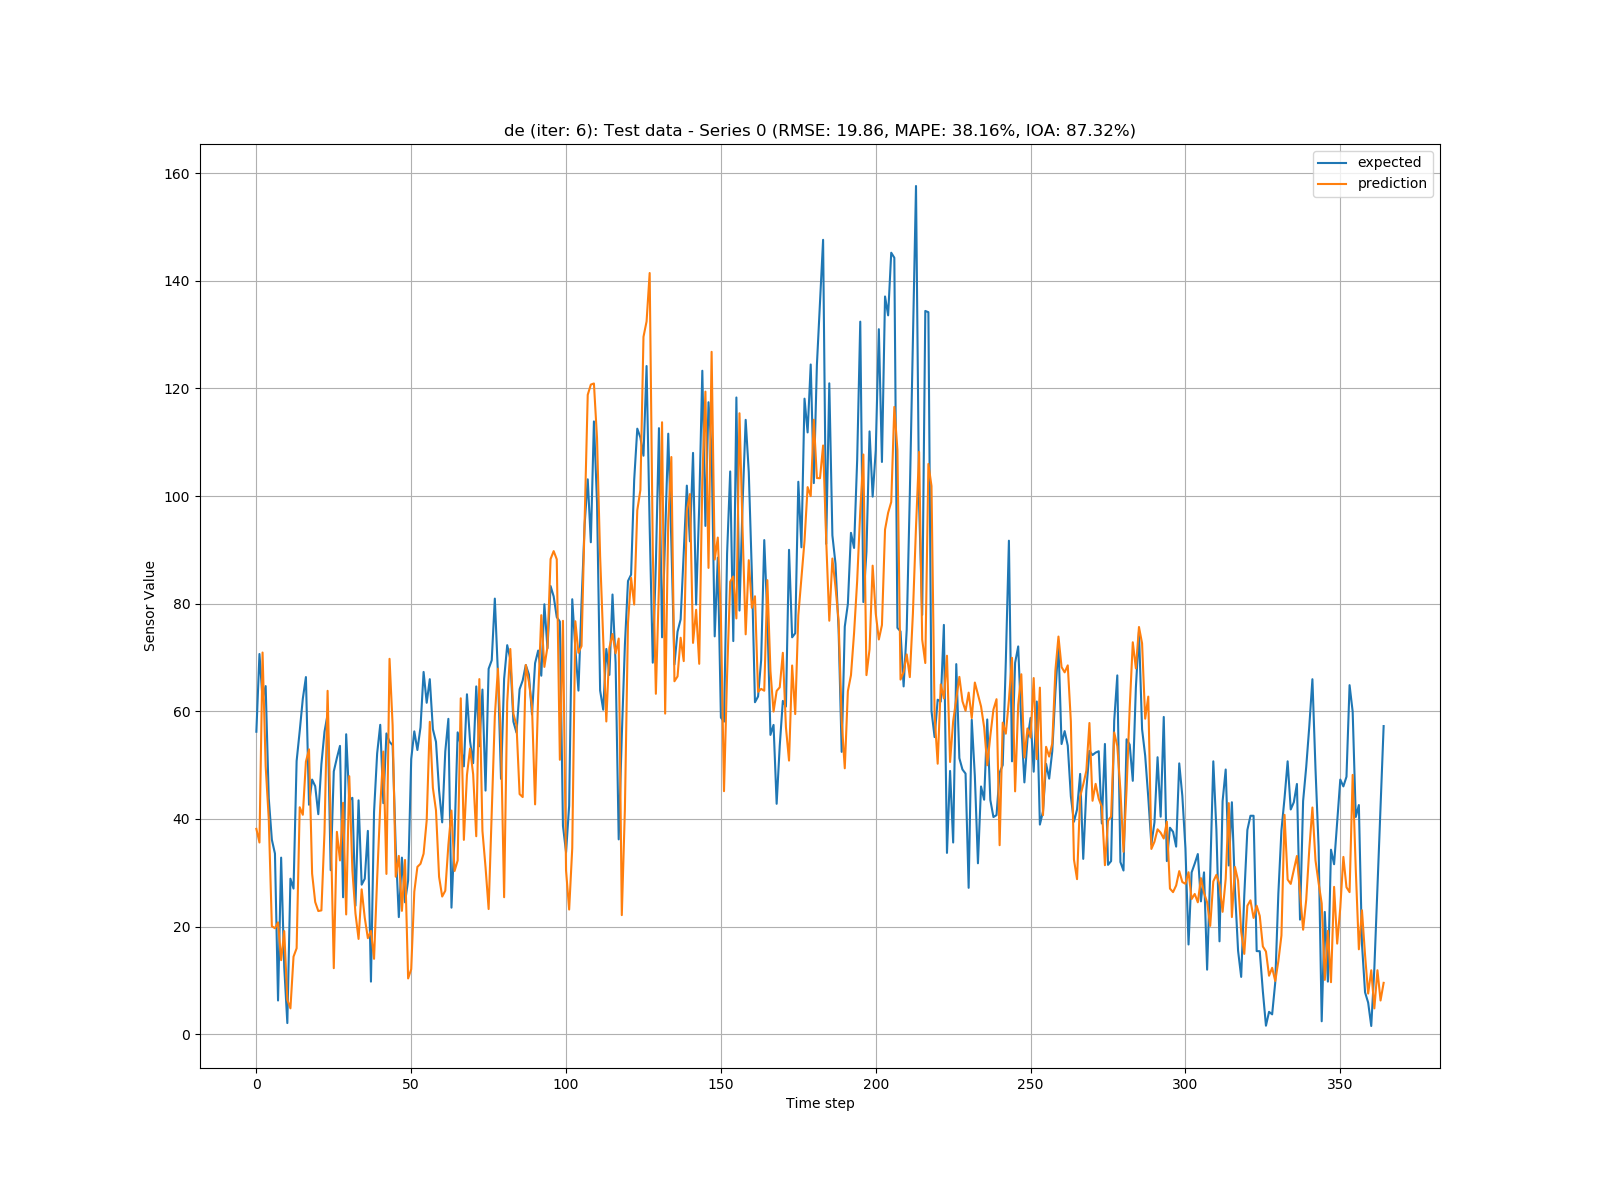 de (iter: 6): Test data - Series 0 (RMSE: 19.86, MAPE: 38.16%, IOA: 87.32%)
expected
prediction
160
140
120
100
80
60
40
20
0
Sensor Value
0 50 100 150 200 250 300 350
Time step